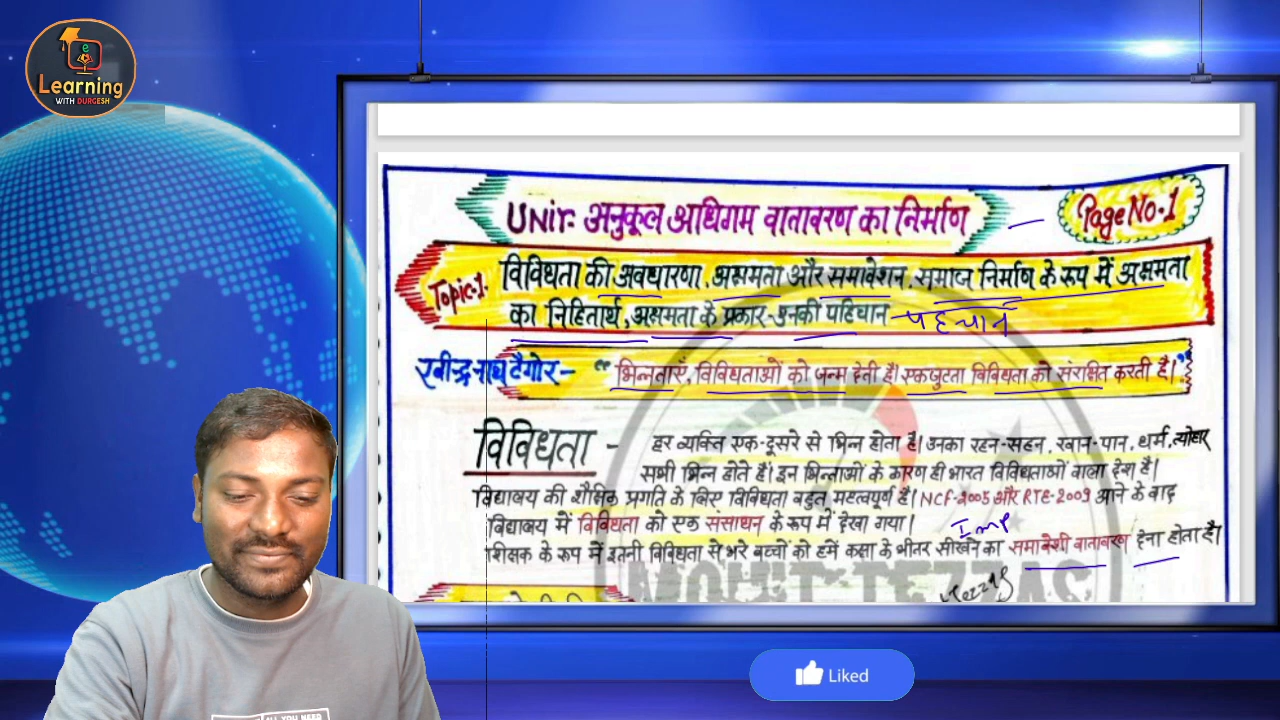 e
Learning
WITH DURGESH
Unit- अनुकूल अधिगम वातावरण का निर्माण
Page No-1
Topic-1. विविधता की अवधारणा, अक्षमता और समावेशन, समाज निर्माण के रूप में अक्षमता
का निहितार्थ, अक्षमता के प्रकार-उनकी पहिचान पहचान
रवीन्द्र नाथ टैगोर- “भिन्नताएँ, विविधताओं को जन्म देती हैं। एकजुटता विविधता को संरक्षित करती है।”
विविधता - हर व्यक्ति एक-दूसरे से भिन्न होता है। उनका रहन-सहन, खान-पान, धर्म, त्योहार
सभी भिन्न होते हैं। इन भिन्नताओं के कारण ही भारत विविधताओं वाला देश है।
विद्यालय की शैक्षिक प्रगति के लिए विविधता बहुत महत्वपूर्ण है। NCF-2005 और RTE-2009 आने के बाद
विद्यालय में विविधता को एक संसाधन के रूप में देखा गया।
Imp
शिक्षक के रूप में इतनी विविधता से भरे बच्चों को हमें कक्षा के भीतर सीखने का समावेशी वातावरण देना होता है।
MOHIT TEZZAS
Liked